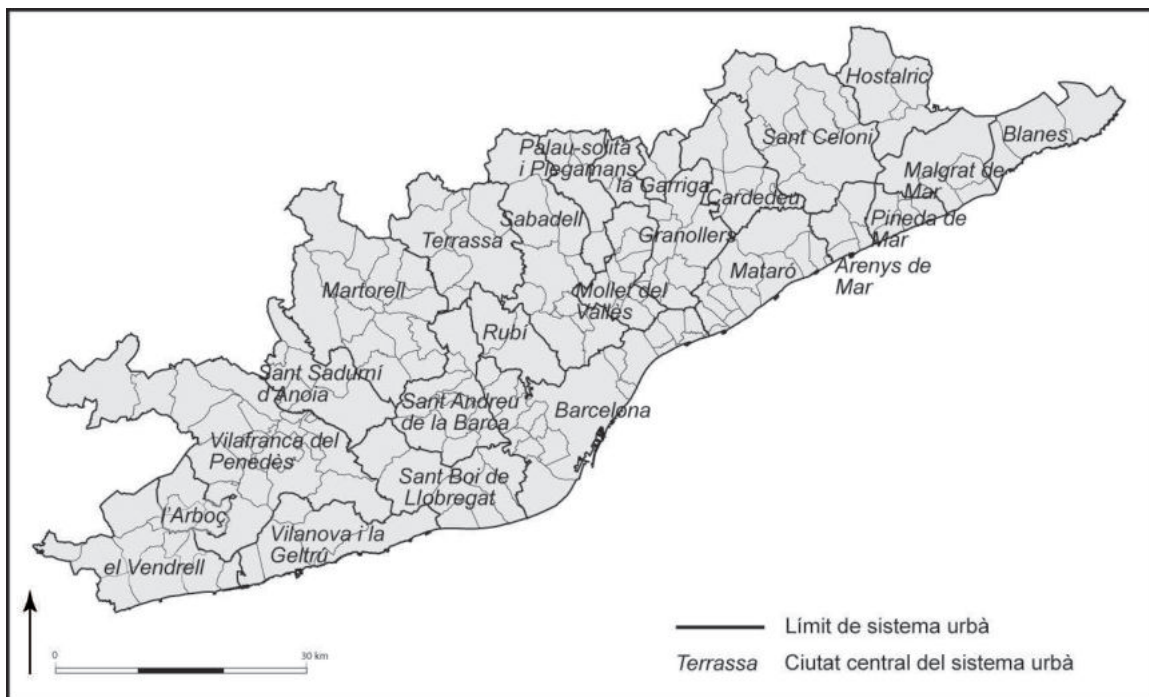 Hostalric
Blanes
Sant Celoni
Palau-solità
i Plegamans
Malgrat de
Mar
la Garriga
Cardedeu
Sabadell
Pineda de
Mar
Terrassa
Granollers
Arenys de
Mar
Mataró
Martorell
Mollet del
Vallès
Rubí
Sant Sadurní
d'Anoia
Sant Andreu
de la Barca
Barcelona
Vilafranca del
Penedès
Sant Boi de
Llobregat
l'Arboç
Vilanova i la
Geltrú
el Vendrell
0
30 km
Límit de sistema urbà
Terrassa
Ciutat central del sistema urbà